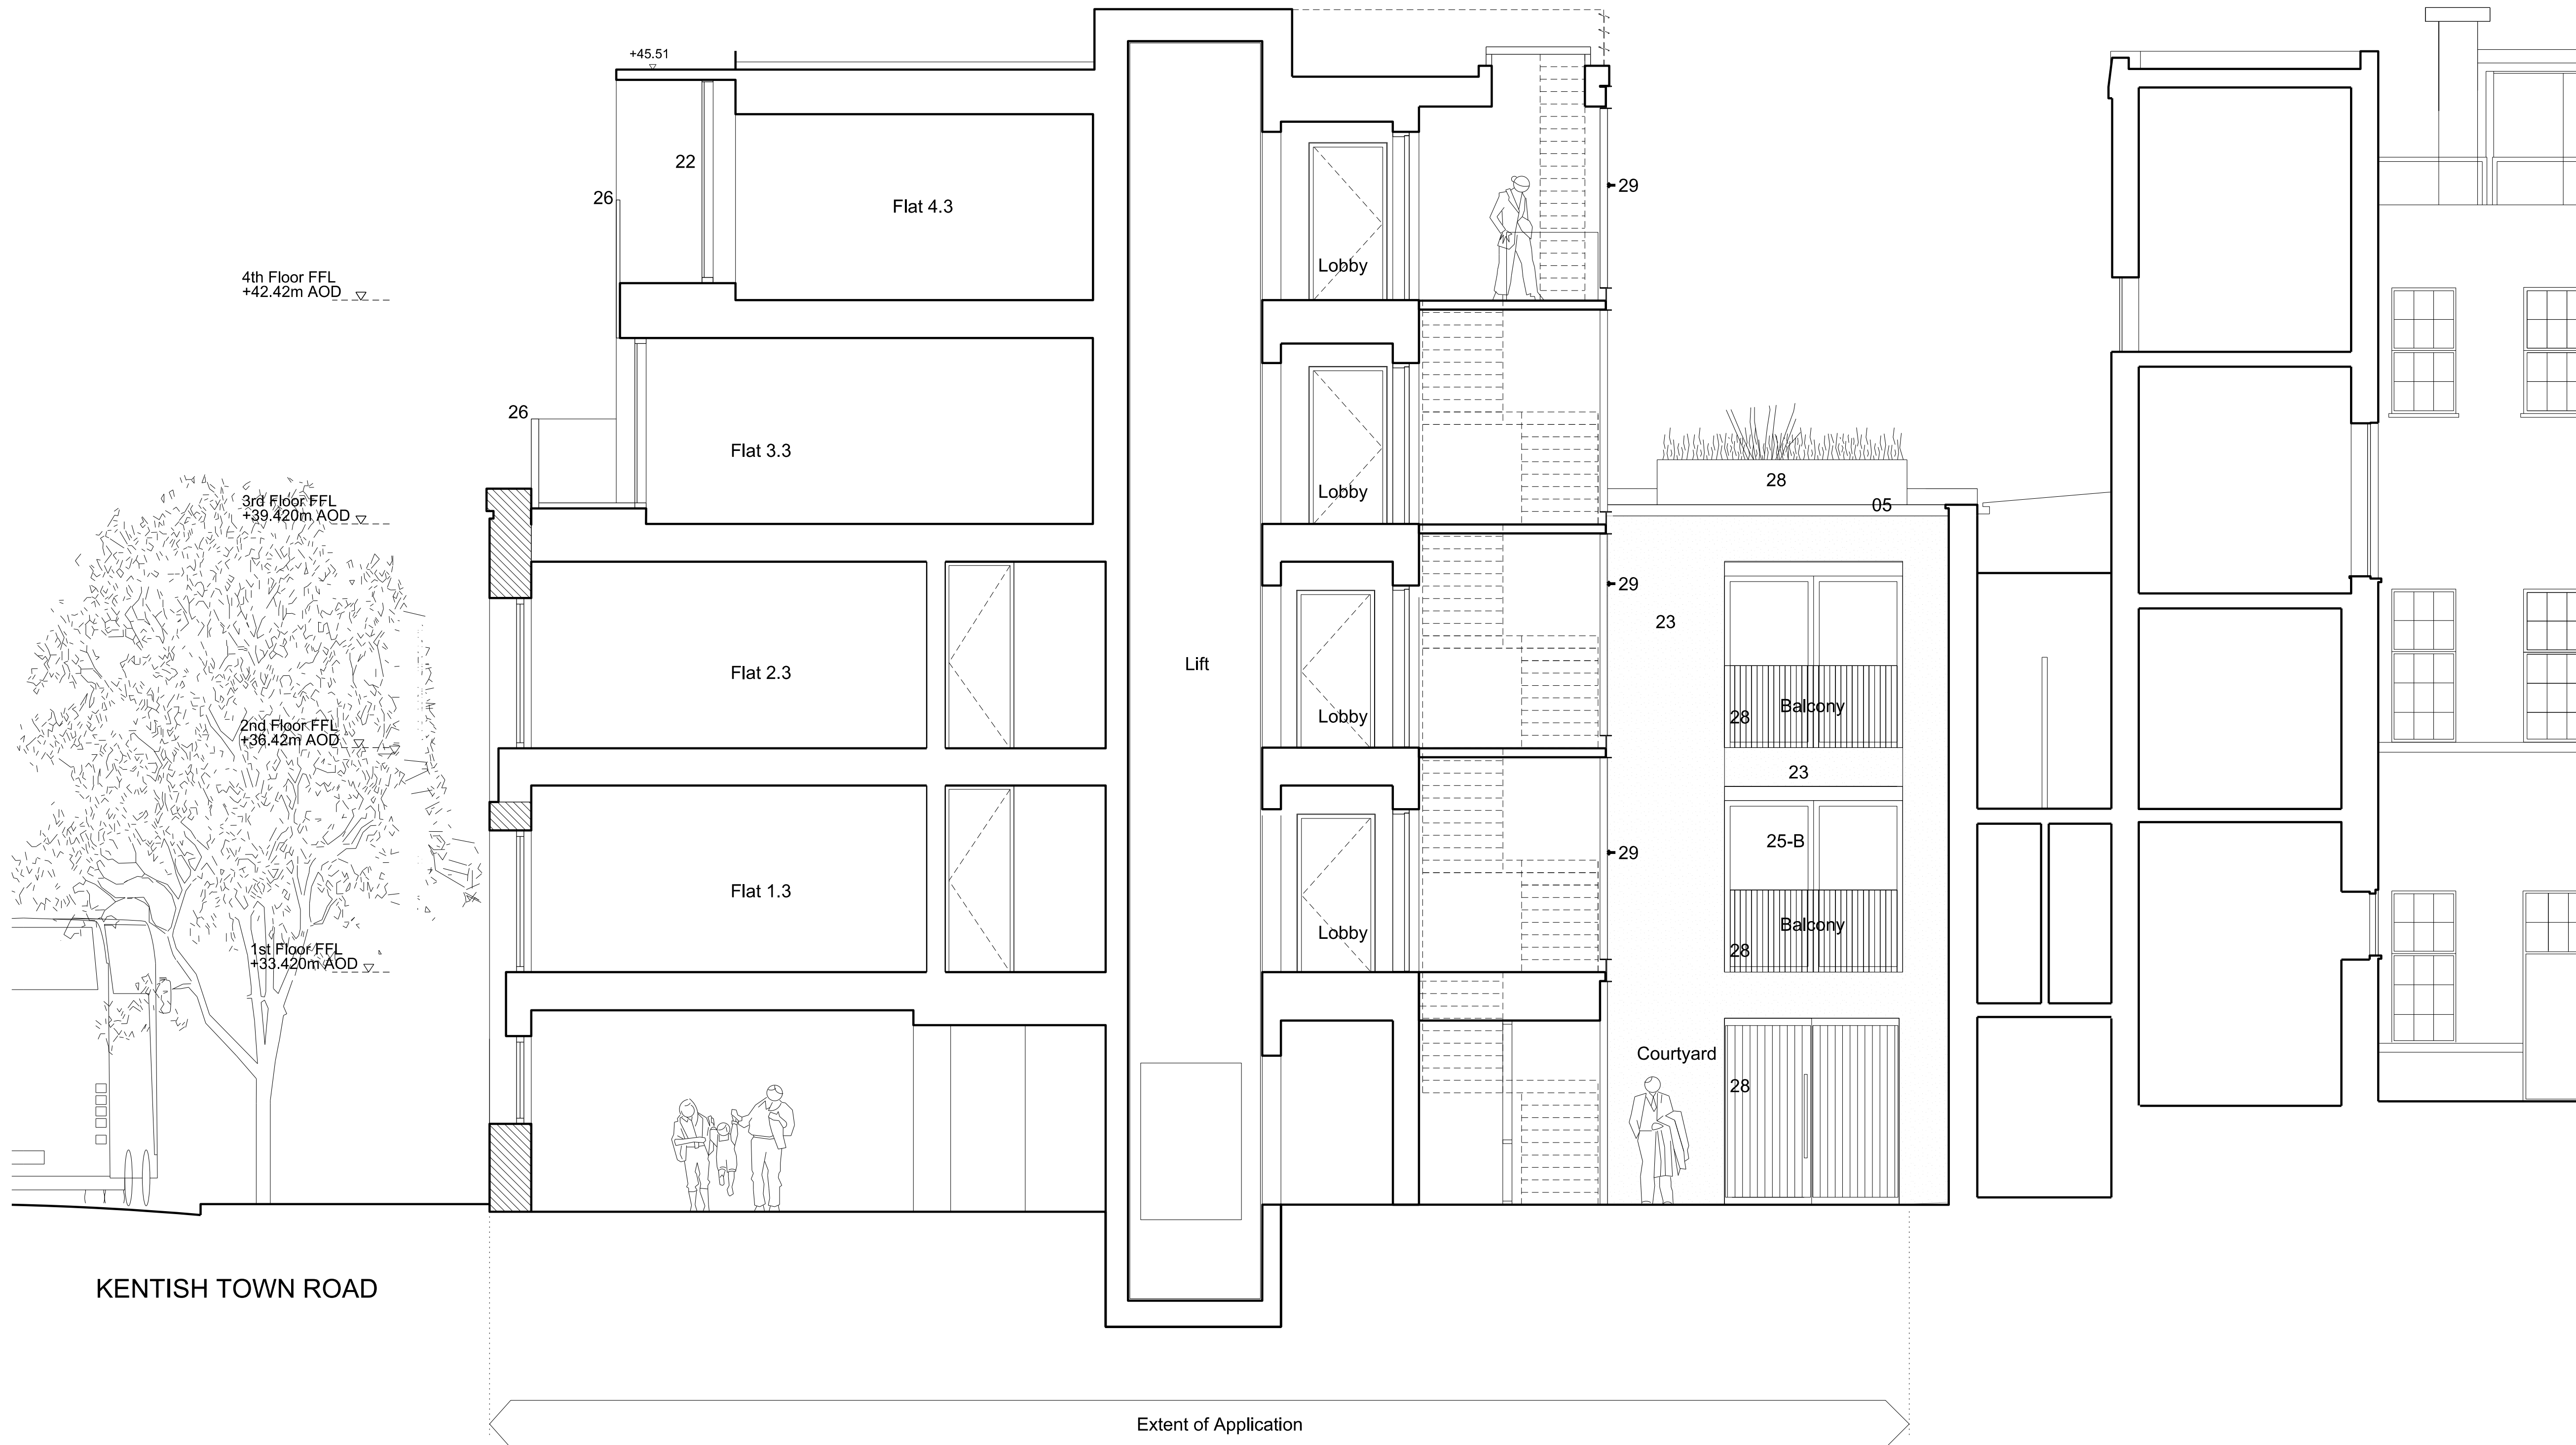 +45.51
22
26
29
Flat 4.3
Lobby
4th Floor FFL
+42.42m AOD
26
Flat 3.3
28
Lobby
05
3rd Floor FFL
+39.420m AOD
29
23
Lift
Flat 2.3
Balcony
28
Lobby
2nd Floor FFL
+36.42m AOD
23
25-B
29
Flat 1.3
Balcony
Lobby
28
1st Floor FFL
+33.420m AOD
Courtyard
28
KENTISH TOWN ROAD
Extent of Application